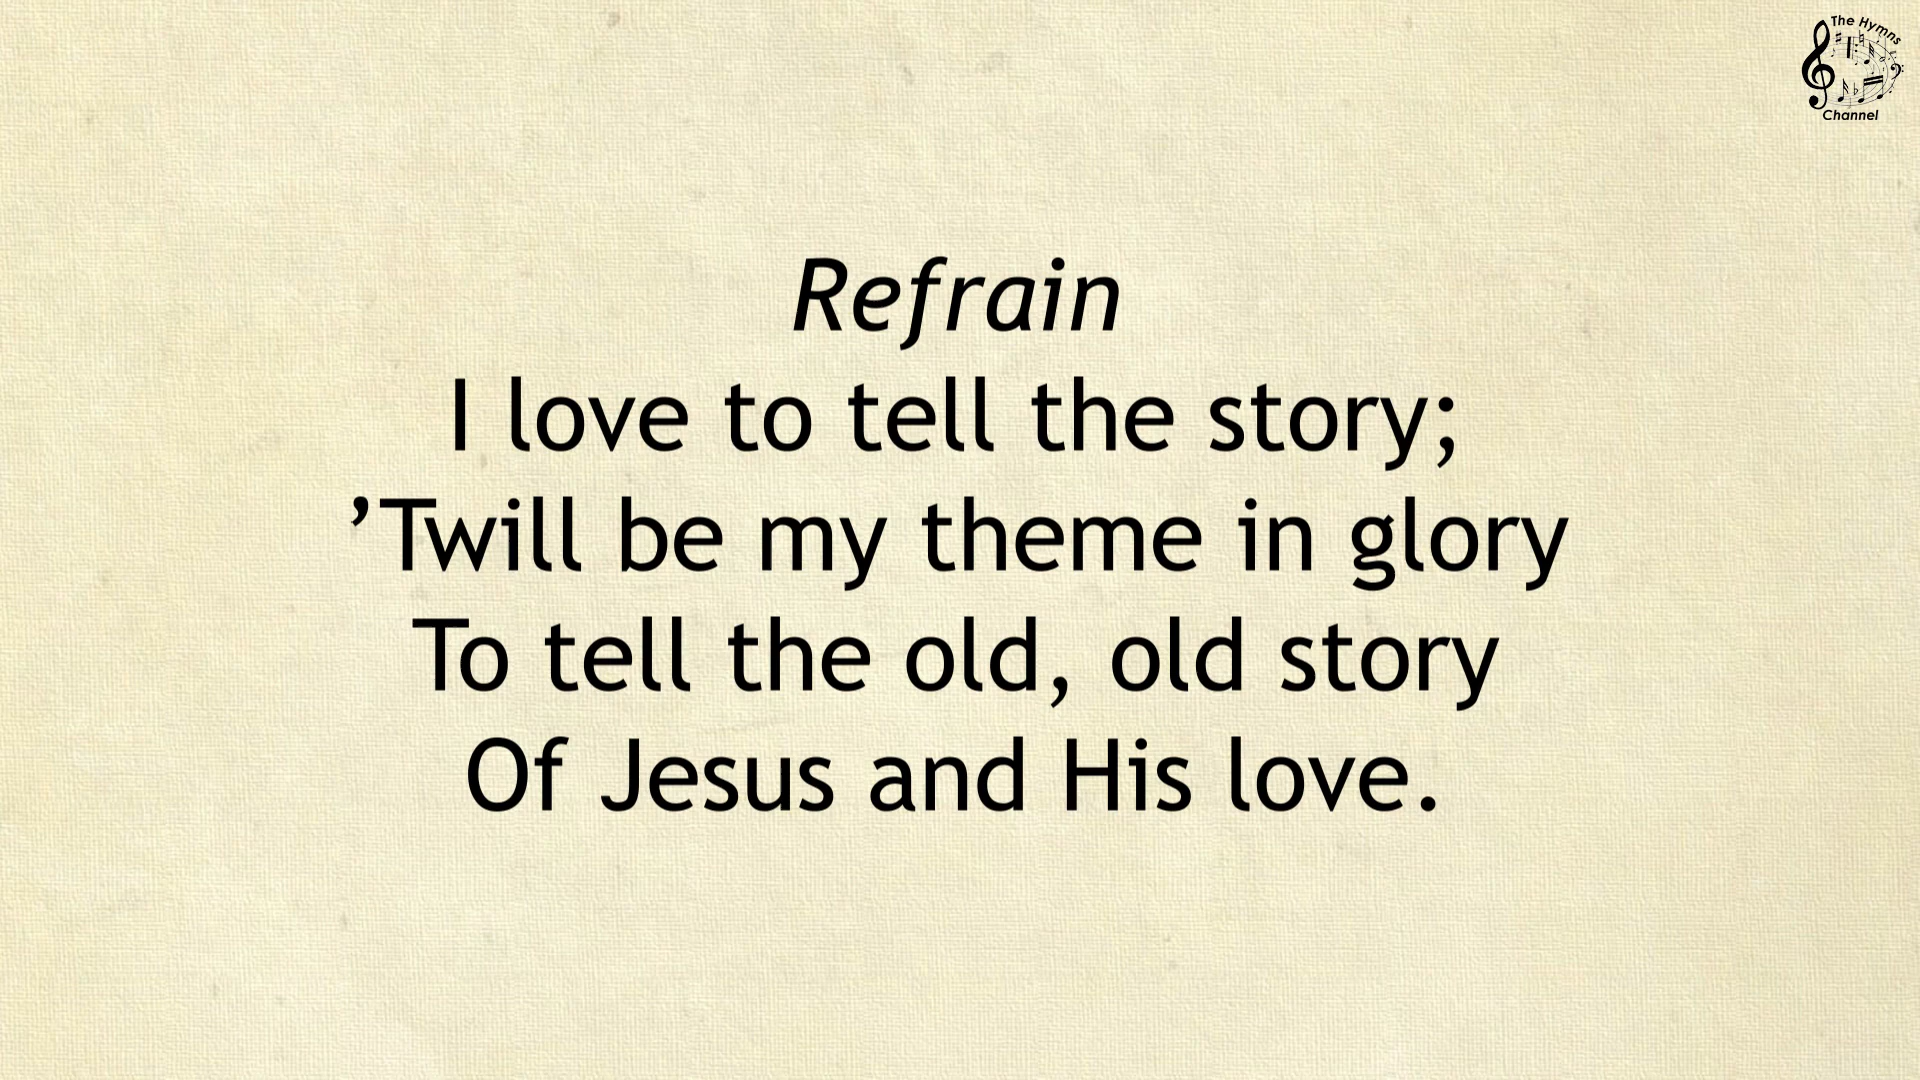 The Hymns
Channel
Refrain
I love to tell the story;
’Twill be my theme in glory
To tell the old, old story
Of Jesus and His love.